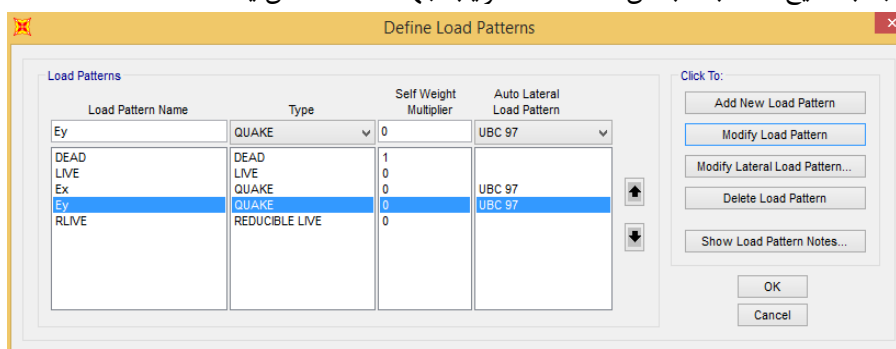 Define Load Patterns
x
Load Patterns
Click To:
Load Pattern Name Type Self Weight Multiplier Auto Lateral Load Pattern
Ey QUAKE 0 UBC 97
DEAD DEAD 1
LIVE LIVE 0
Ex QUAKE 0 UBC 97
Ey QUAKE 0 UBC 97
RLIVE REDUCIBLE LIVE 0
Add New Load Pattern
Modify Load Pattern
Modify Lateral Load Pattern...
Delete Load Pattern
Show Load Pattern Notes...
OK
Cancel